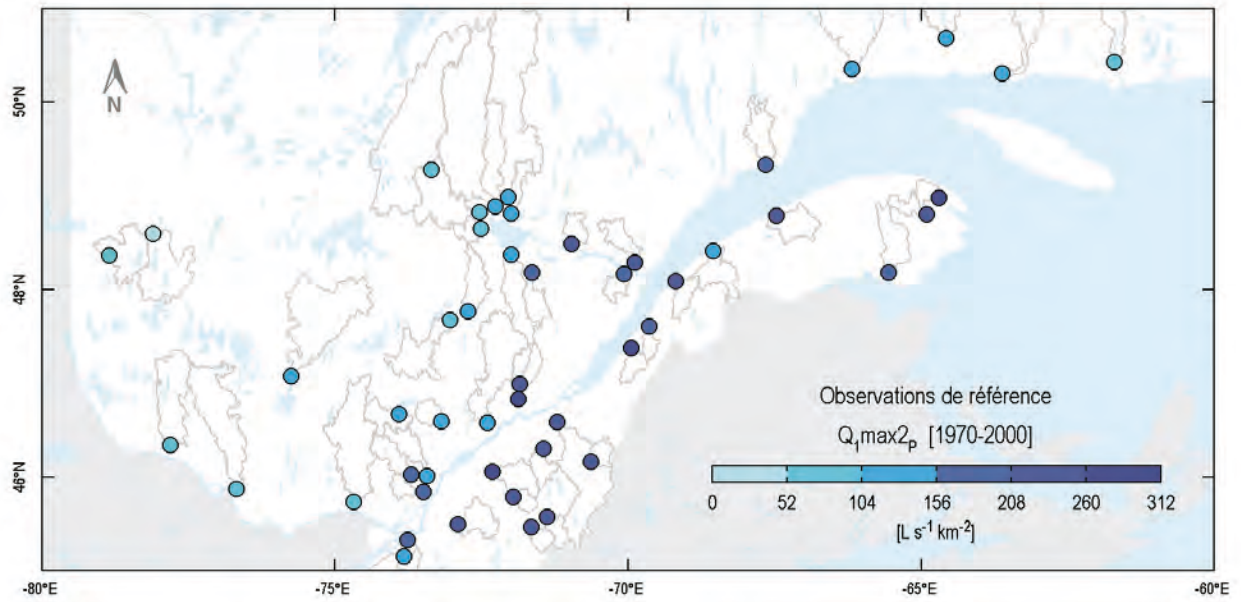 50°N
48°N
46°N
N
-80°E
-75°E
-70°E
-65°E
-60°E
Observations de référence
Q₁max2ₚ [1970-2000]
0 52 104 156 208 260 312
[L s⁻¹ km⁻²]